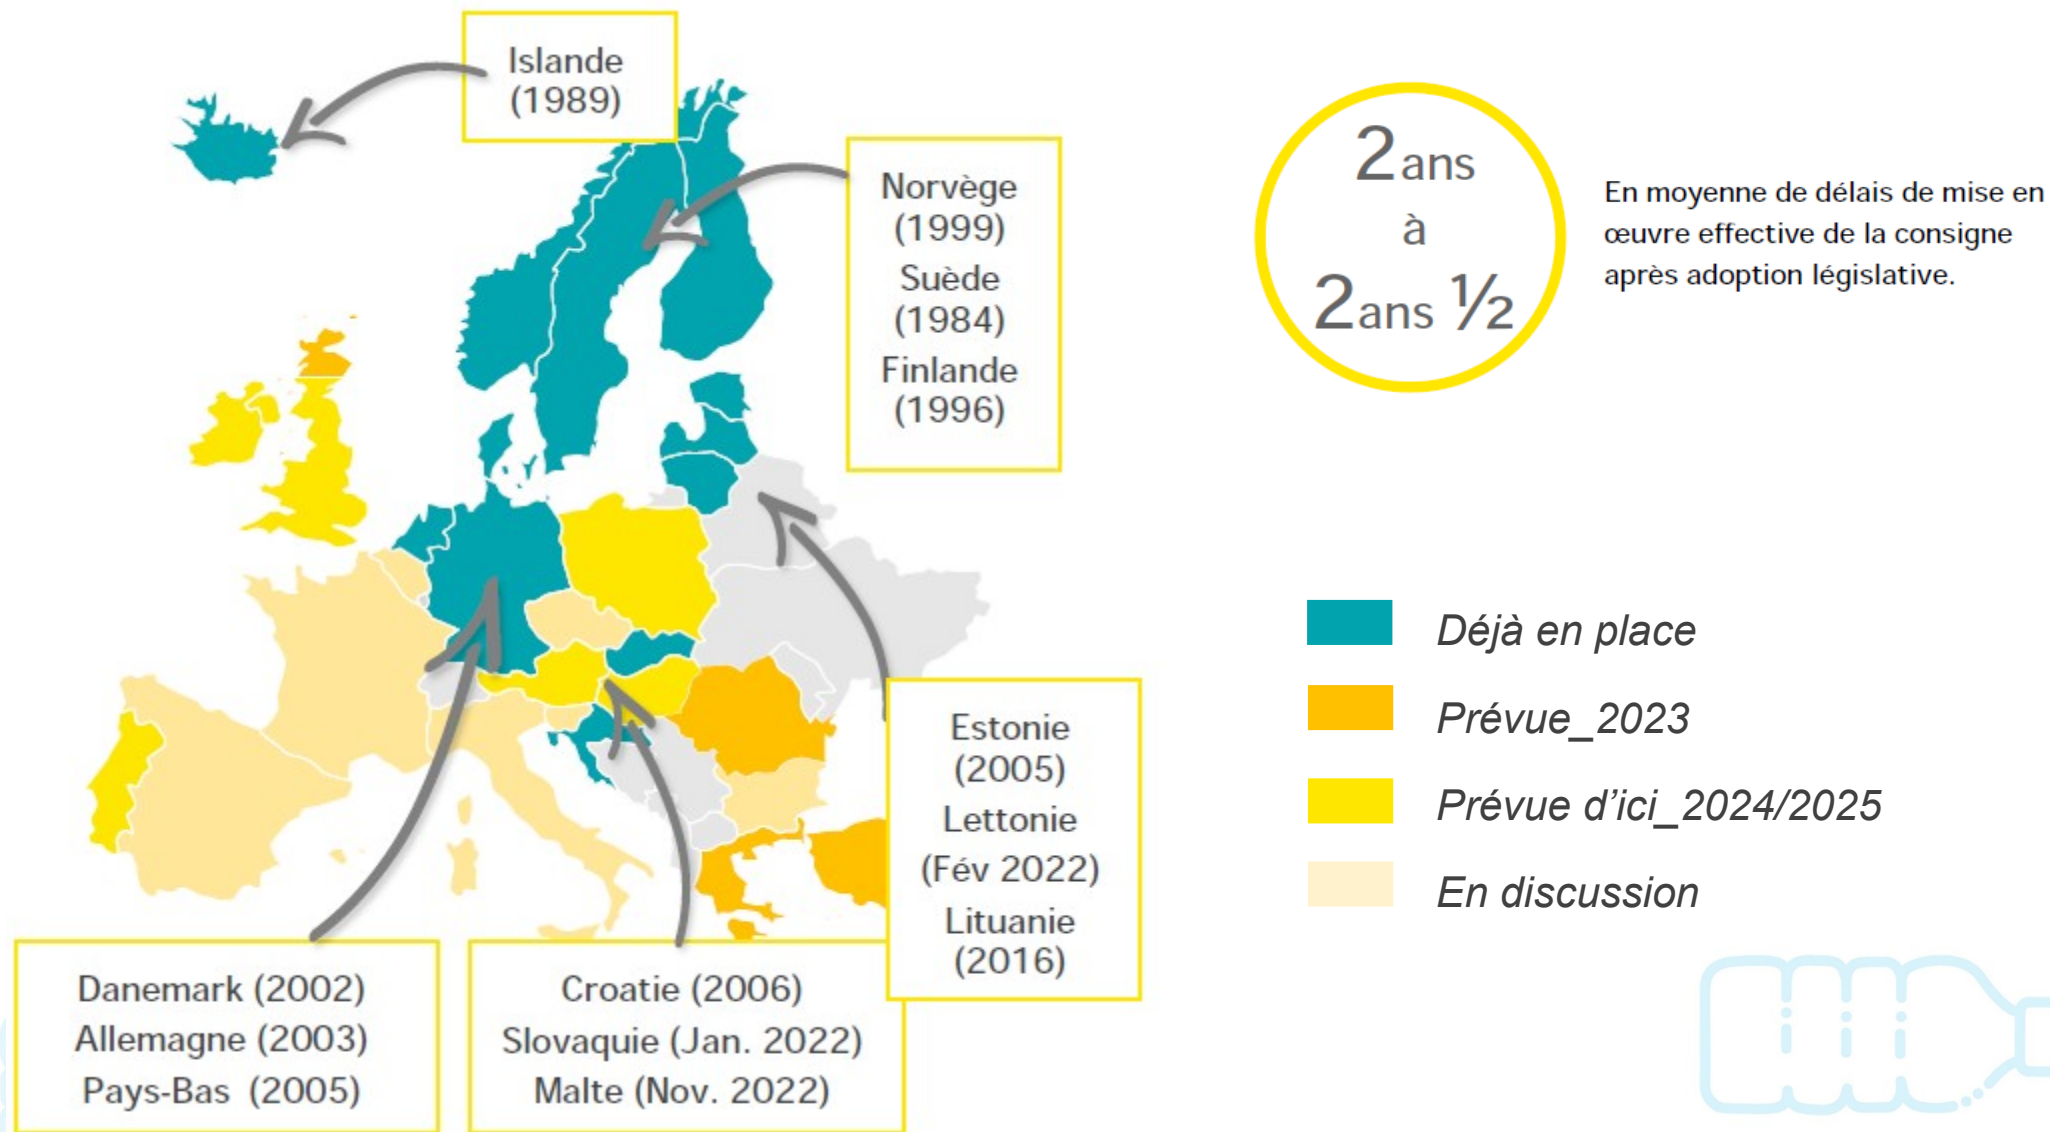 Islande
(1989)
Norvège
(1999)
Suède
(1984)
Finlande
(1996)
2ans
à
2ans ½
En moyenne de délais de mise en
œuvre effective de la consigne
après adoption législative.
Déjà en place
Prévue_2023
Prévue d’ici_2024/2025
En discussion
Estonie
(2005)
Lettonie
(Fév 2022)
Lituanie
(2016)
Danemark (2002)
Allemagne (2003)
Pays-Bas (2005)
Croatie (2006)
Slovaquie (Jan. 2022)
Malte (Nov. 2022)